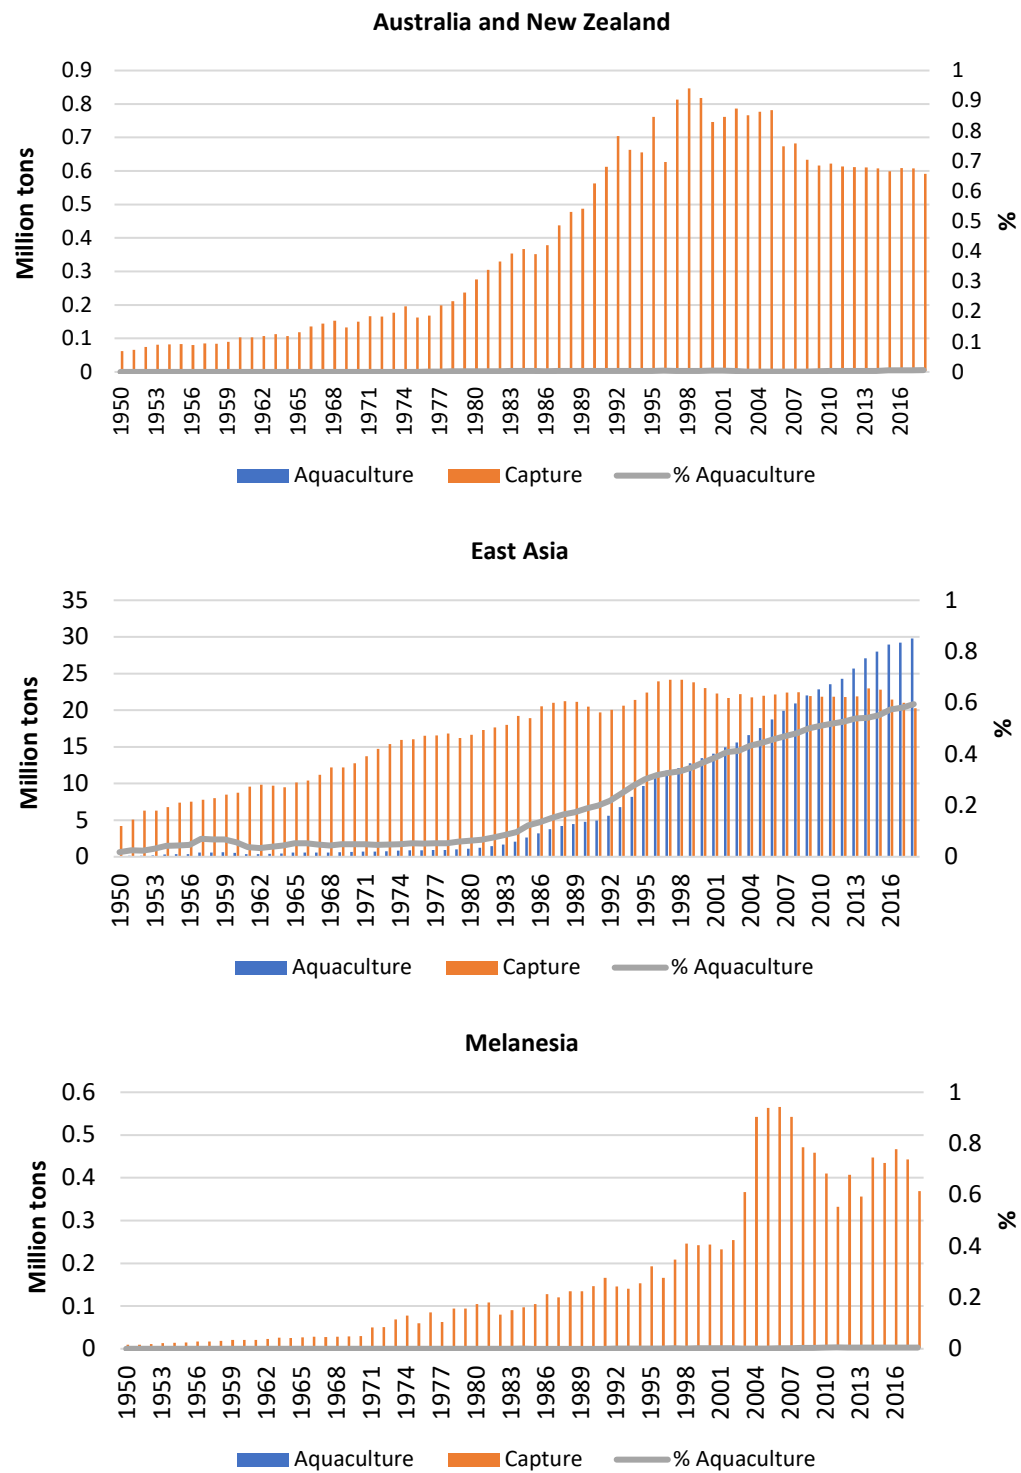 Australia and New Zealand
0.9 1
0.8 0.9
0.7 0.8
0.6 0.7
0.5 0.6
0.4 0.5
0.3 0.4
0.2 0.3
0.1 0.2
0 0.1
0
Million tons
%
1950 1953 1956 1959 1962 1965 1968 1971 1974 1977 1980 1983 1986 1989 1992 1995 1998 2001 2004 2007 2010 2013 2016
Aquaculture Capture % Aquaculture
East Asia
35 1
30 0.8
25 0.6
20 0.4
15 0.2
10 0
5
0
Million tons
%
1950 1953 1956 1959 1962 1965 1968 1971 1974 1977 1980 1983 1986 1989 1992 1995 1998 2001 2004 2007 2010 2013 2016
Aquaculture Capture % Aquaculture
Melanesia
0.6 1
0.5 0.8
0.4 0.6
0.3 0.4
0.2 0.2
0.1 0
0
Million tons
%
1950 1953 1956 1959 1962 1965 1968 1971 1974 1977 1980 1983 1986 1989 1992 1995 1998 2001 2004 2007 2010 2013 2016
Aquaculture Capture % Aquaculture